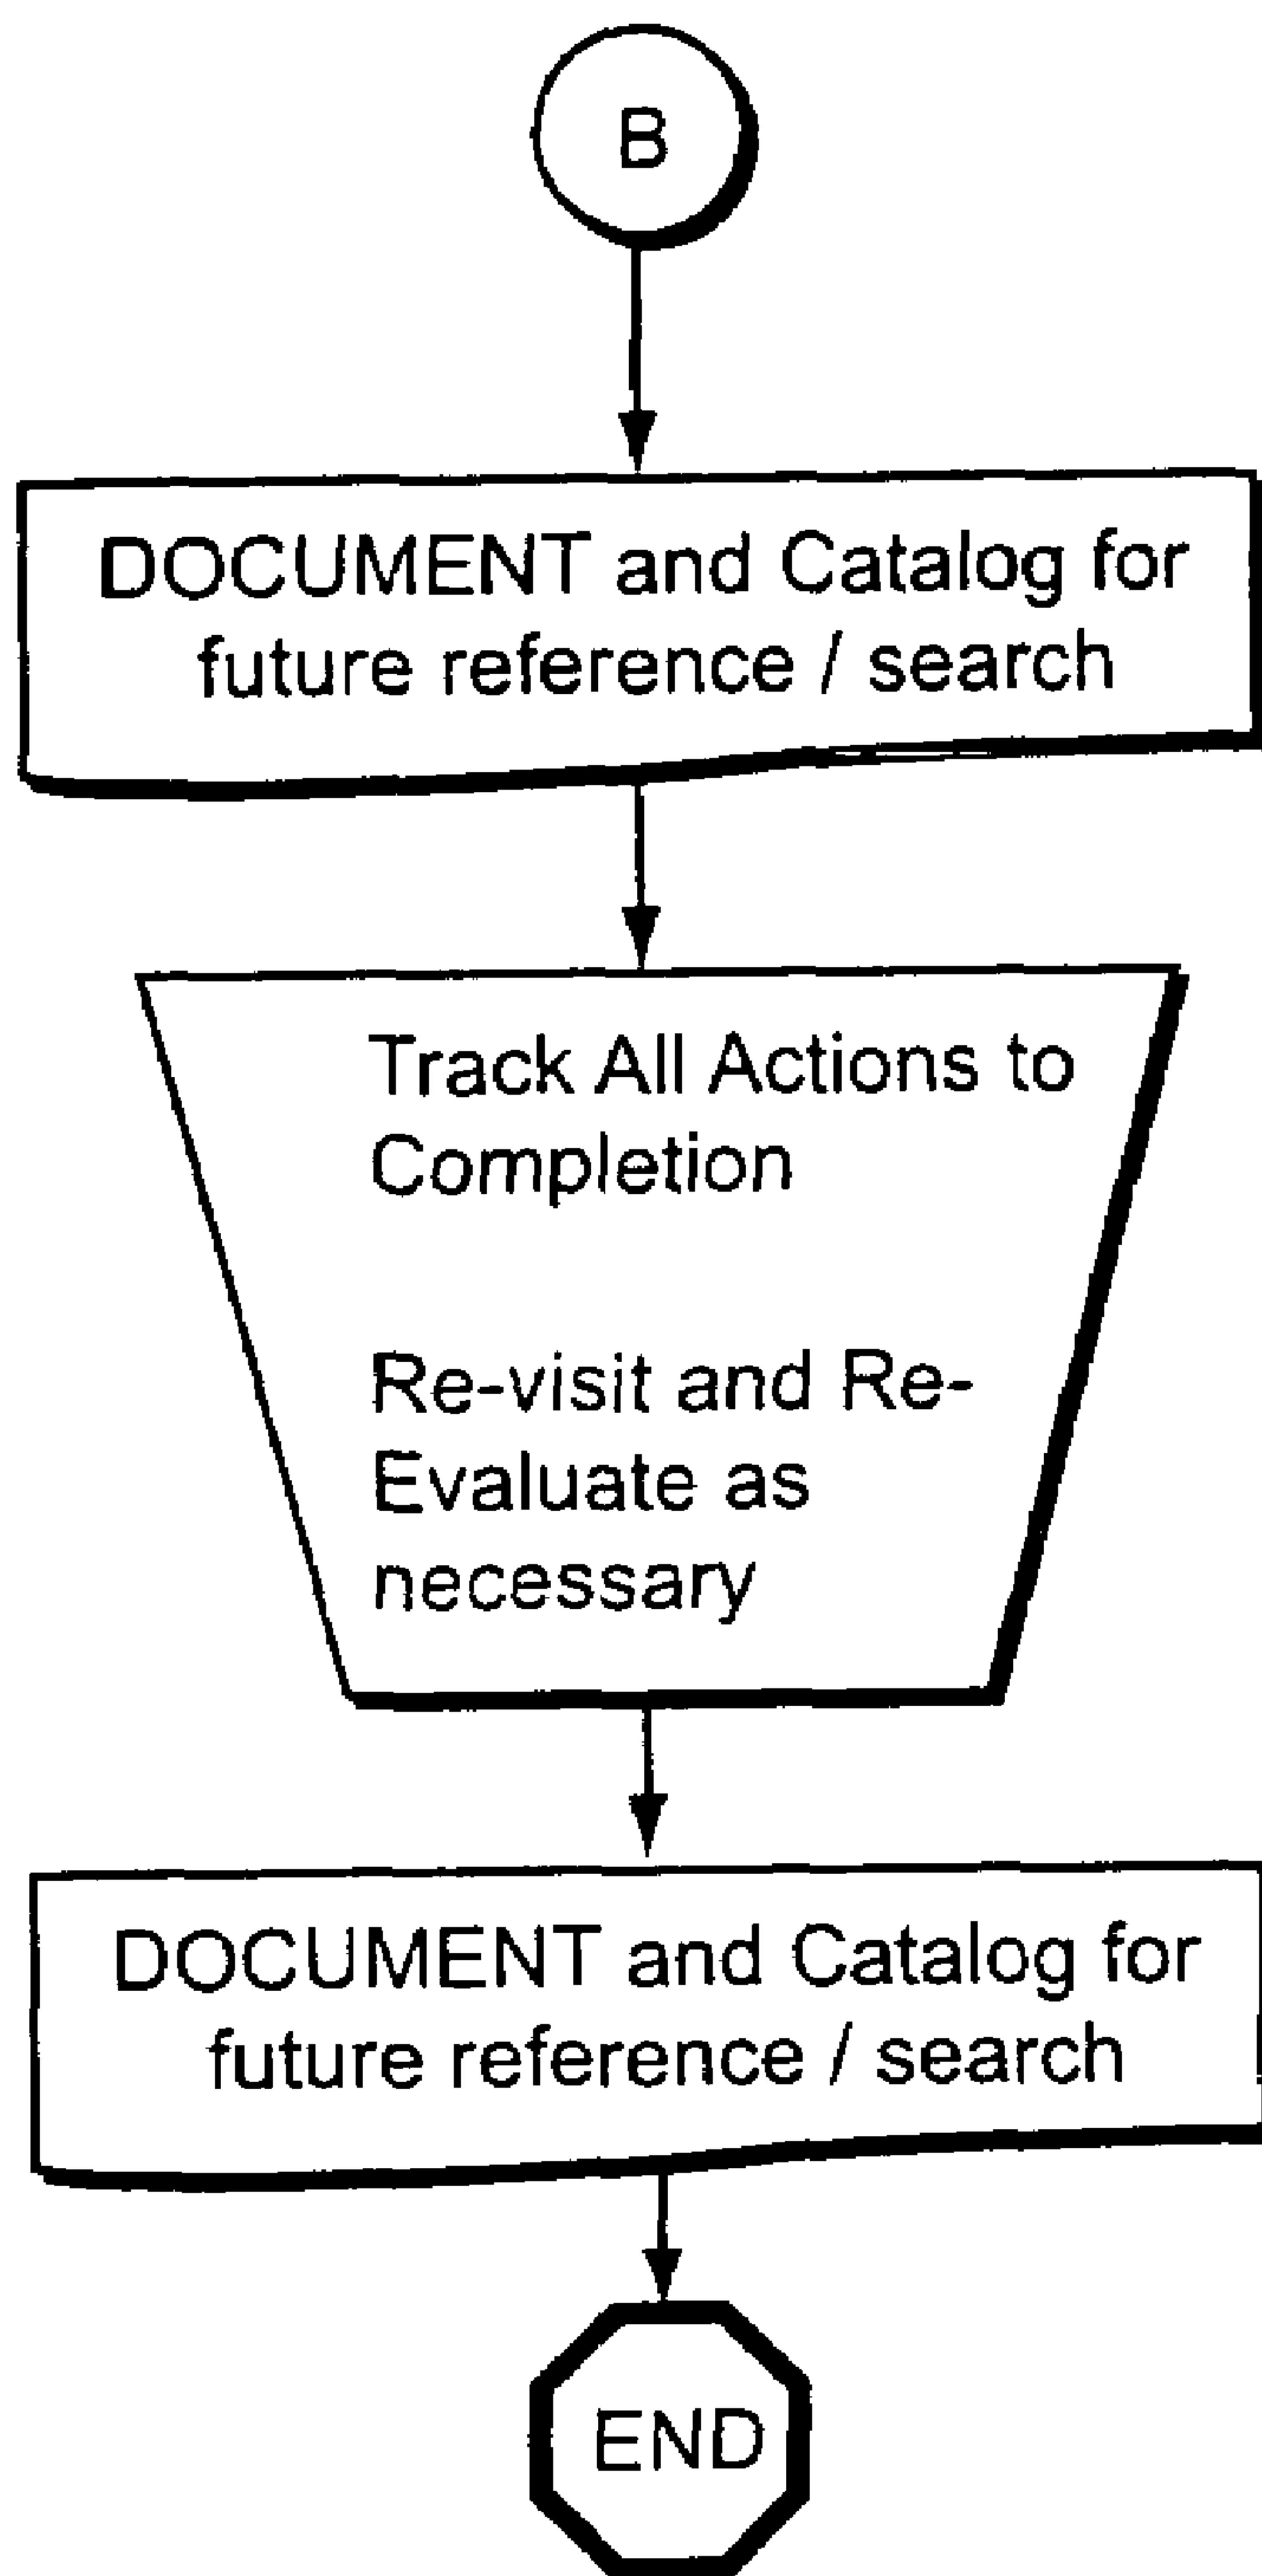 B
DOCUMENT and Catalog for
future reference / search
Track All Actions to
Completion
Re-visit and Re-
Evaluate as
necessary
DOCUMENT and Catalog for
future reference / search
END